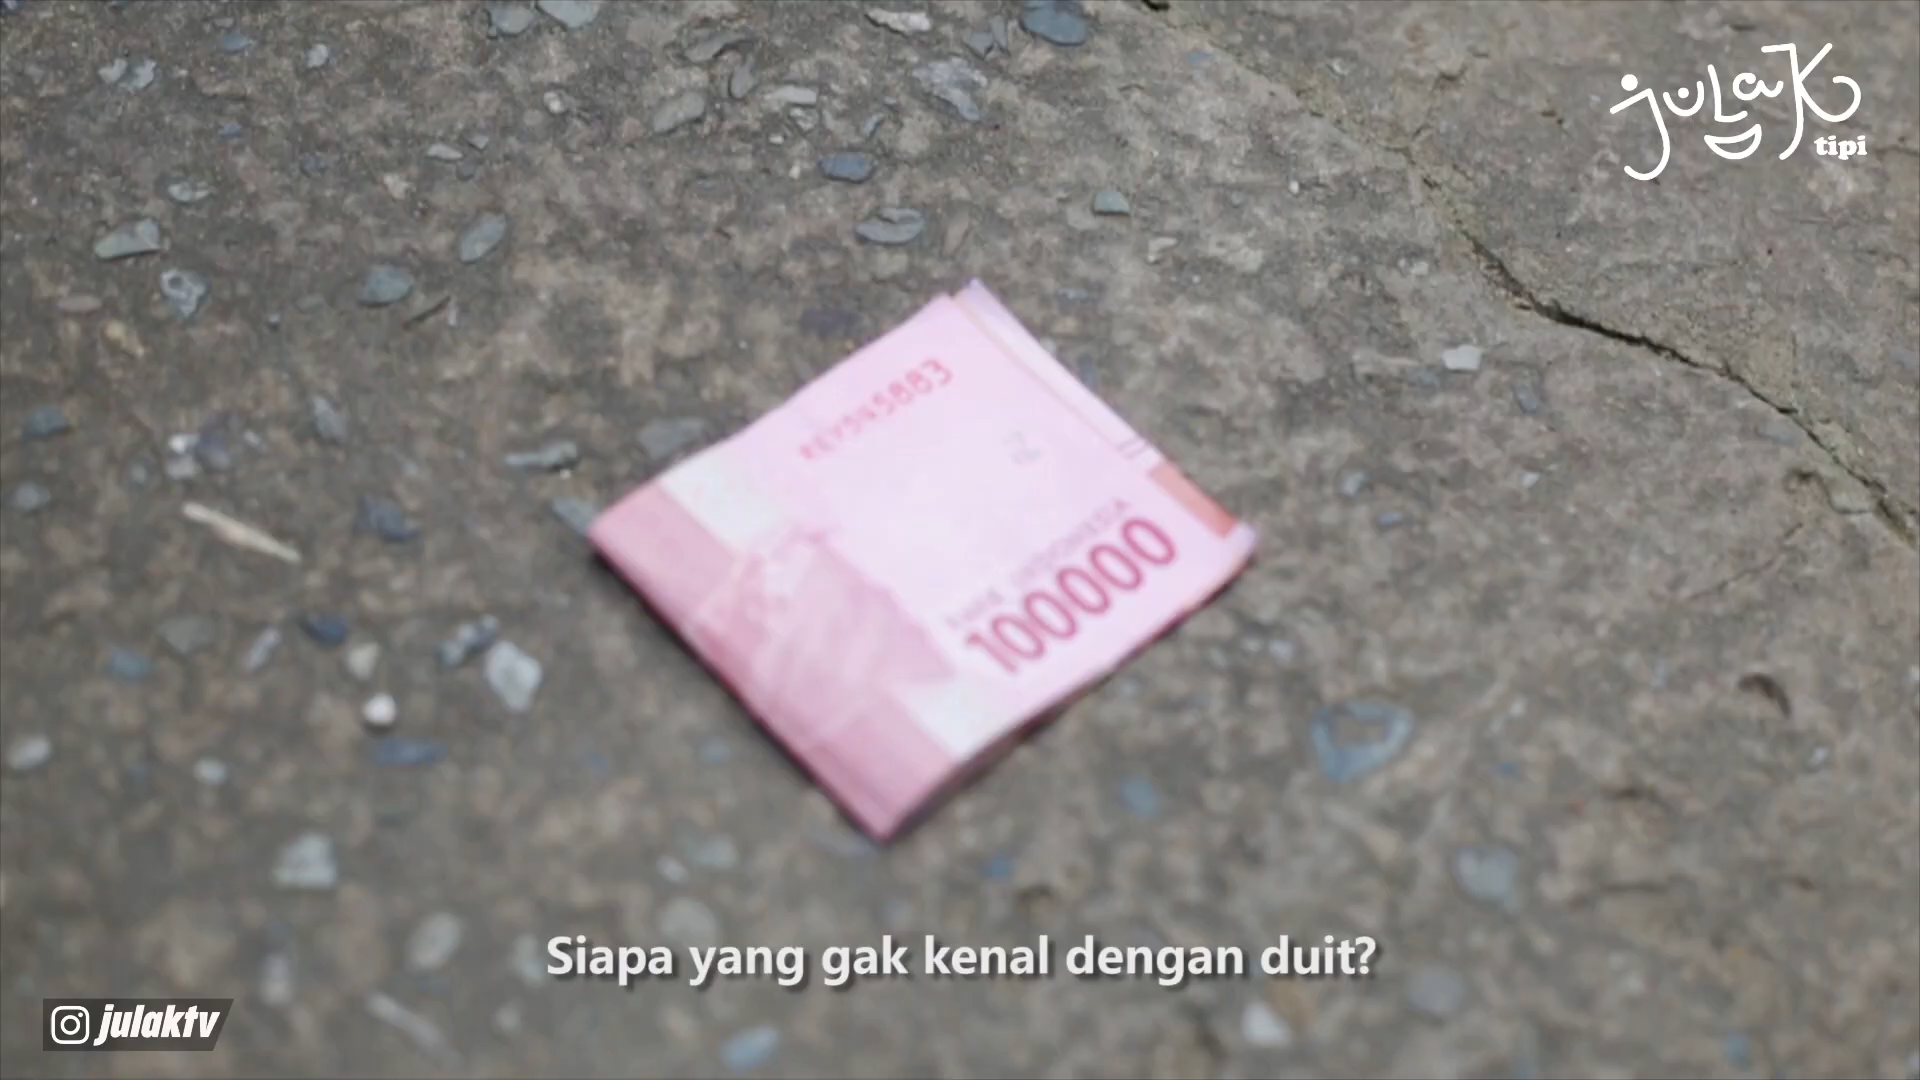 julak
tipi
100000
Siapa yang gak kenal dengan duit?
julaktv